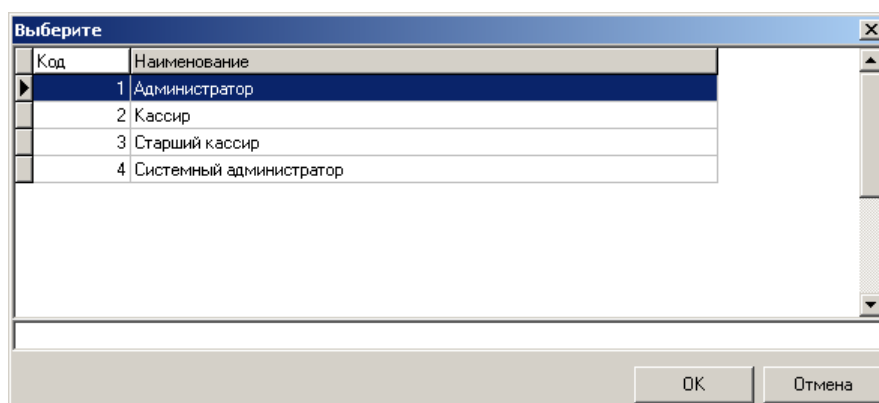 Выберите
Код Наименование
1 Администратор
2 Кассир
3 Старший кассир
4 Системный администратор
OK Отмена